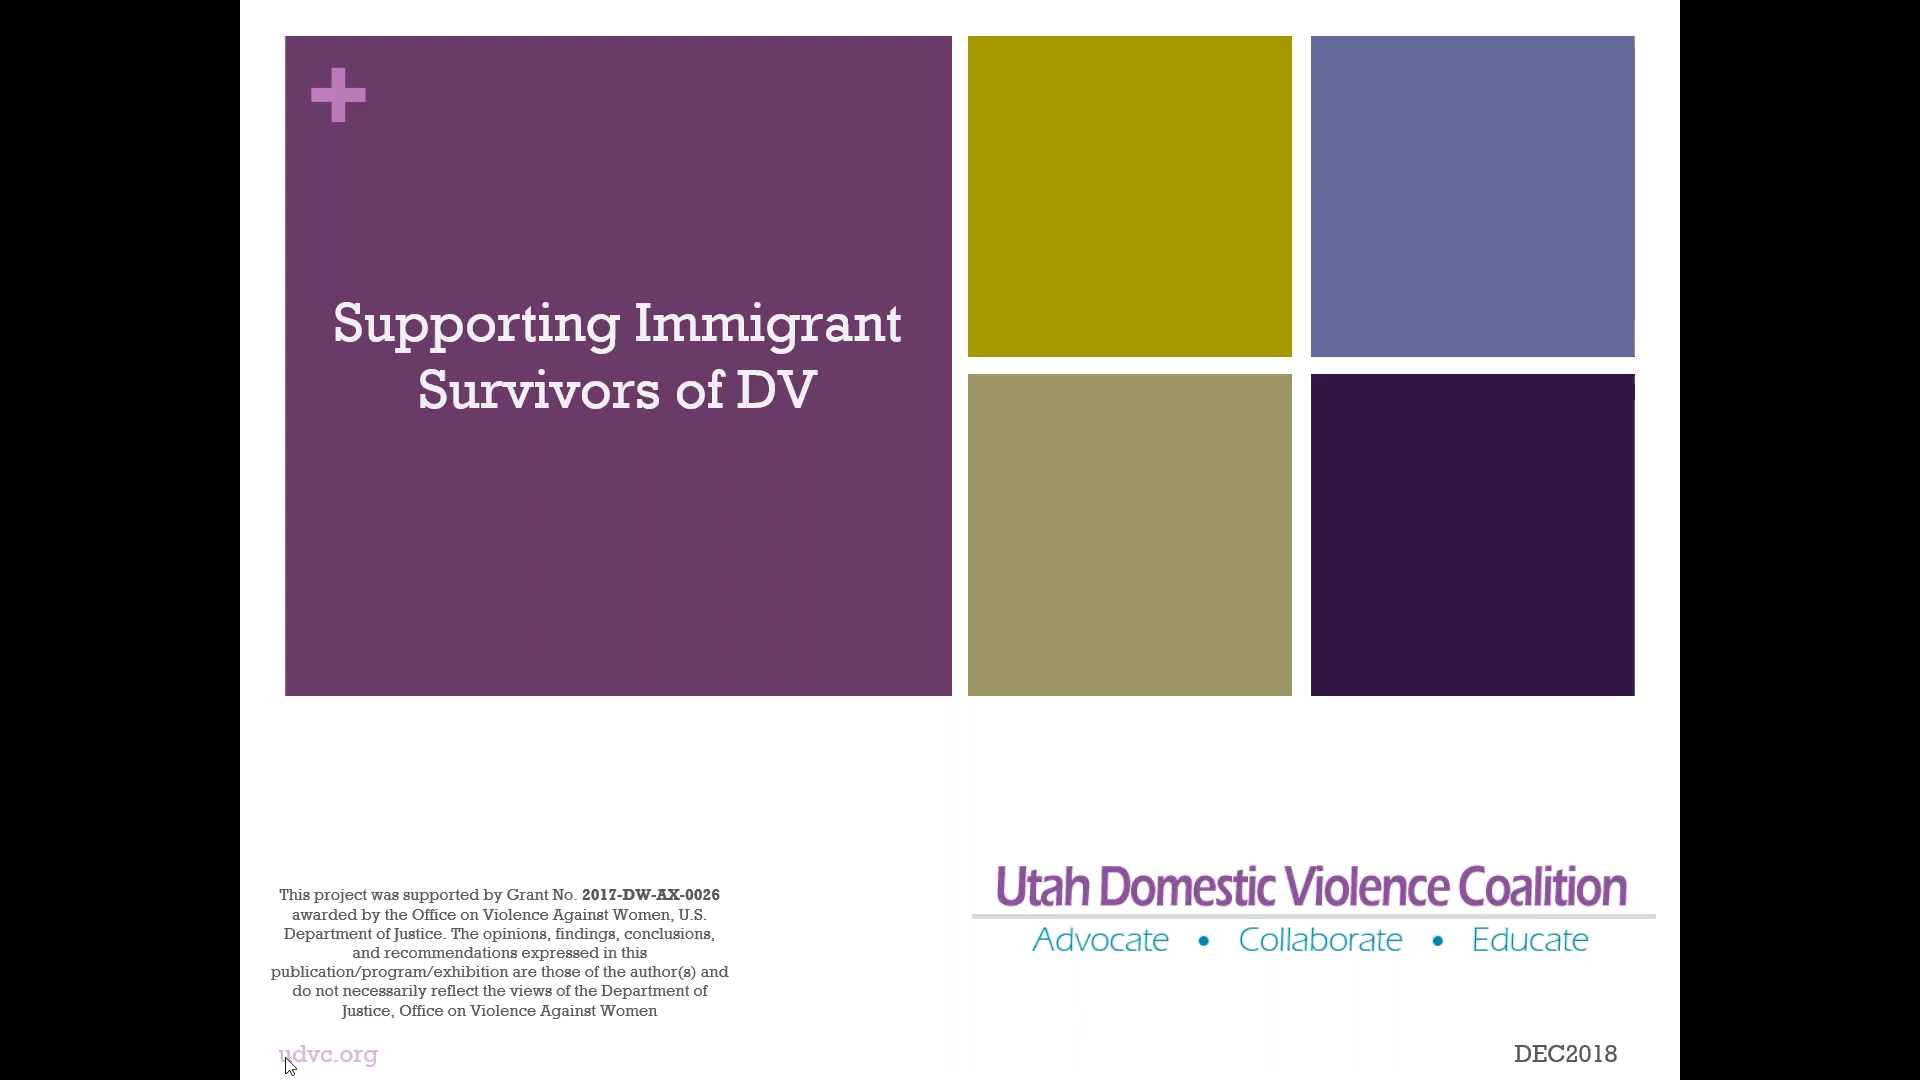 +
Supporting Immigrant
Survivors of DV
This project was supported by Grant No. 2017-DW-AX-0026
awarded by the Office on Violence Against Women, U.S.
Department of Justice. The opinions, findings, conclusions,
and recommendations expressed in this
publication/program/exhibition are those of the author(s) and
do not necessarily reflect the views of the Department of
Justice, Office on Violence Against Women
Utah Domestic Violence Coalition
Advocate • Collaborate • Educate
udvc.org
DEC2018